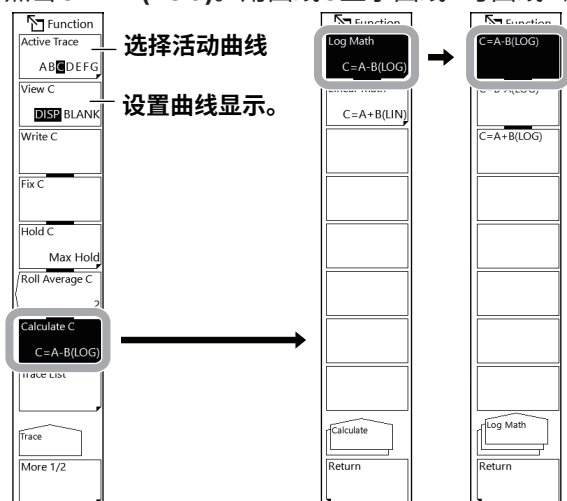 Function
Active Trace
ABCDEFG
选择活动曲线
View C
DISP BLANK
设置曲线显示。
Write C
Fix C
Hold C
Max Hold
Roll Average C
2
Calculate C
C=A-B(LOG)
Trace List
Trace
More 1/2
Function
Log Math
C=A-B(LOG)
C=A+B(LIN)
Calculate
Return
Function
C=A-B(LOG)
C=B-A(LOG)
C=A+B(LOG)
Log Math
Return